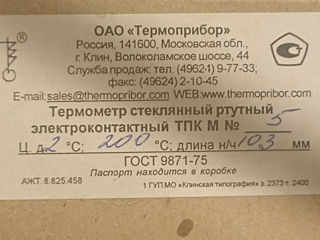 ОАО «Термоприбор»
Россия, 141600, Московская обл.,
г. Клин, Волоколамское шоссе, 44
Служба продаж: тел. (49624) 9-77-33;
факс: (49624) 2-10-45
E-mail:sales@thermopribor.com WEB:www.thermopribor.com
Термометр стеклянный ртутный
электроконтактный ТПК М № 5
Ц. д. 2 °С; 200 °С; длина н/ч 103 мм
ГОСТ 9871-75
Паспорт находится в коробке
АЖТ. 8.825.458
1 ГУП МО «Клинская типография» з. 2373 т. 2400